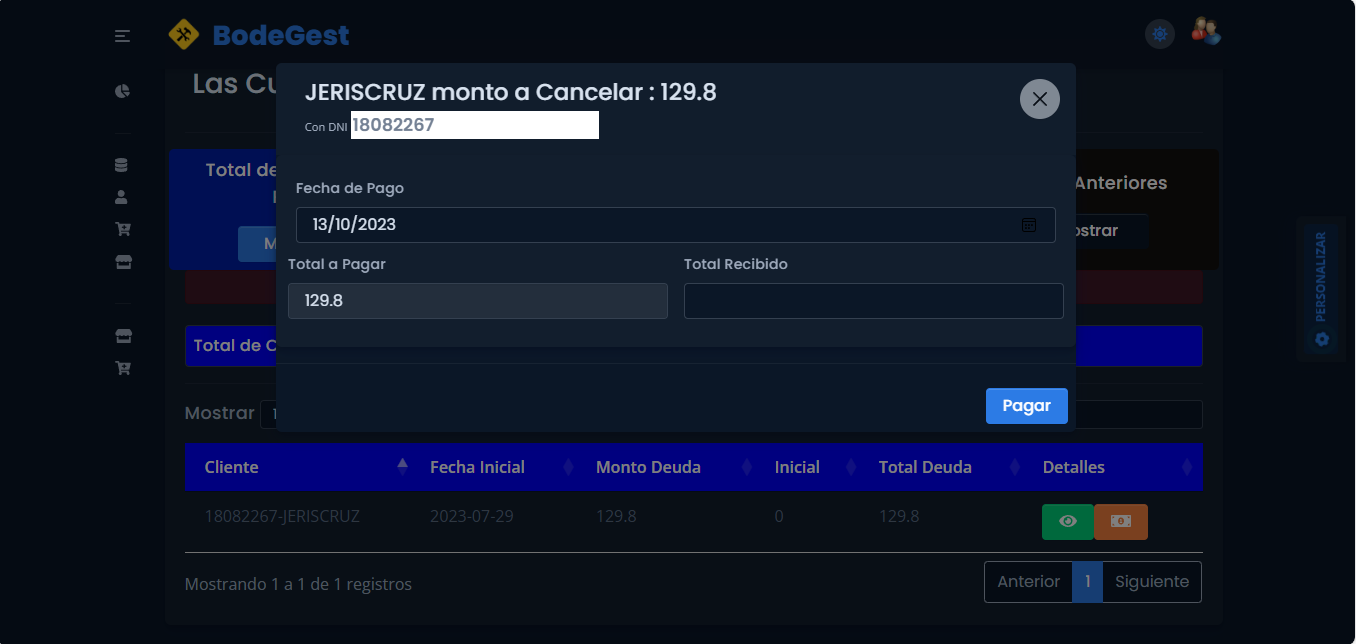 BodeGest
Las Cu
JERISCRUZ monto a Cancelar : 129.8
Con DNI 18082267
Total de
Anteriores
Fecha de Pago
13/10/2023
M
ostrar
Total a Pagar
Total Recibido
129.8
PERSONALIZAR
Total de C
Pagar
Mostrar 1
Cliente Fecha Inicial Monto Deuda Inicial Total Deuda Detalles
18082267-JERISCRUZ 2023-07-29 129.8 0 129.8
Mostrando 1 a 1 de 1 registros
Anterior 1 Siguiente